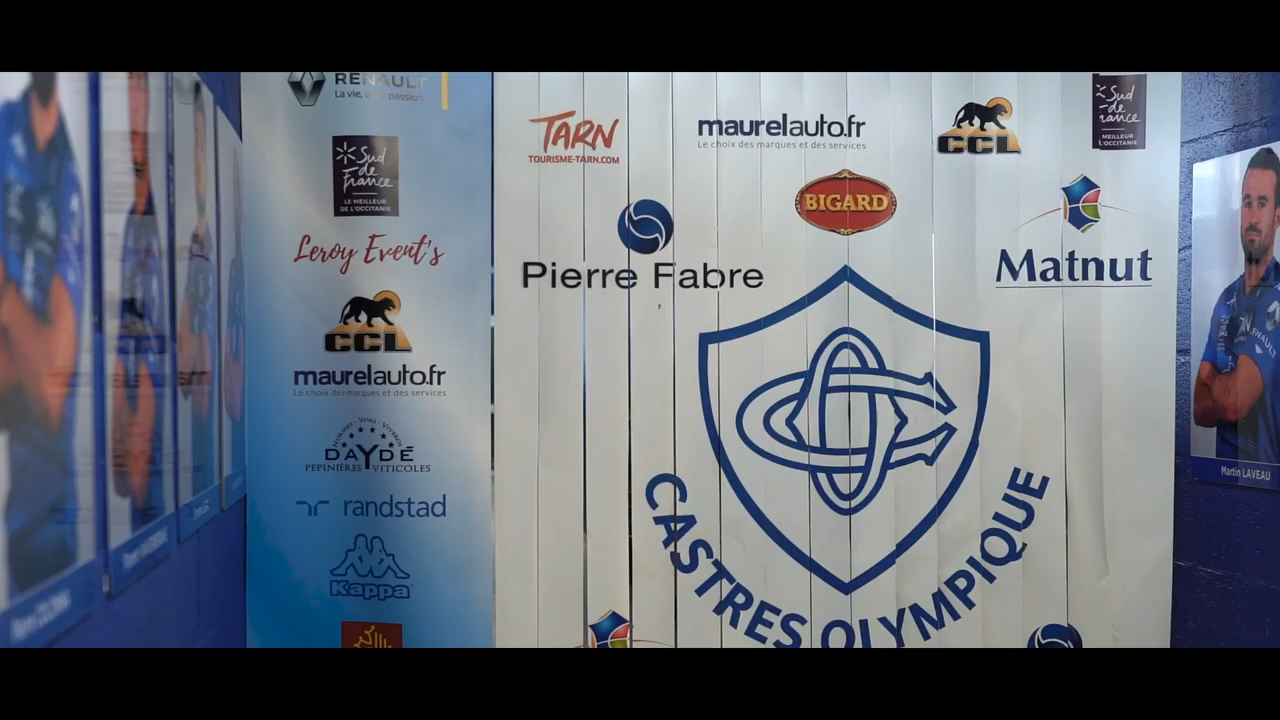 RENAULT
La vie,
passion
Sud
de
France
LE MEILLEUR
DE L'OCCITANIE
Leroy Event's
CCL
maurelauto.fr
Le choix des marques et des services
DAYDÉ
PÉPINIÈRES VITICOLES
randstad
Kappa
TARN
TOURISME-TARN.COM
maurelauto.fr
Le choix des marques et des services
CCL
Sud
de
France
MEILLEUR
L'OCCITANIE
BIGARD
Pierre Fabre
Matnut
CASTRES OLYMPIQUE
RENAULT
Martin LAVEAU